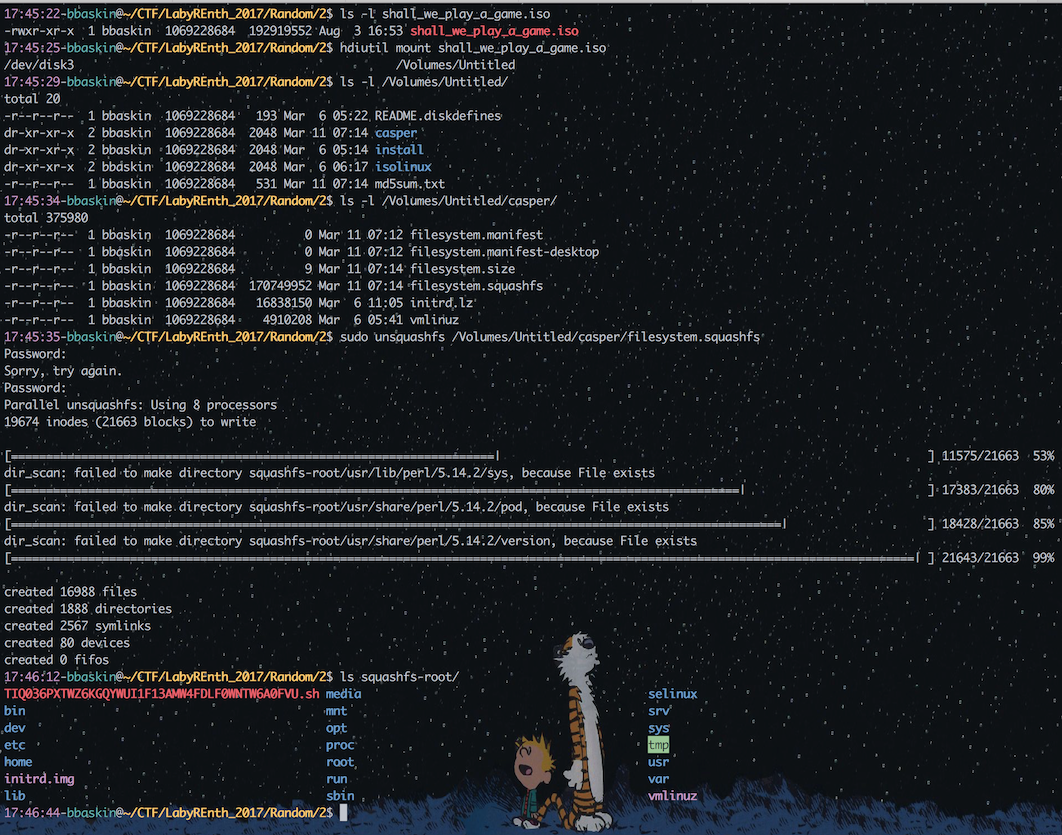 17:45:22-bbaskin@~/CTF/LabyREnth_2017/Random/2$ ls -l shall_we_play_a_game.iso
-rwxr-xr-x  1 bbaskin  1069228684  192919552 Aug  3 16:53 shall_we_play_a_game.iso
17:45:25-bbaskin@~/CTF/LabyREnth_2017/Random/2$ hdiutil mount shall_we_play_a_game.iso
/dev/disk3                                              /Volumes/Untitled
17:45:29-bbaskin@~/CTF/LabyREnth_2017/Random/2$ ls -l /Volumes/Untitled/
total 20
-r--r--r--  1 bbaskin  1069228684   193 Mar  6 05:22 README.diskdefines
dr-xr-xr-x  2 bbaskin  1069228684  2048 Mar 11 07:14 casper
dr-xr-xr-x  2 bbaskin  1069228684  2048 Mar  6 05:14 install
dr-xr-xr-x  2 bbaskin  1069228684  2048 Mar  6 06:17 isolinux
-r--r--r--  1 bbaskin  1069228684   531 Mar 11 07:14 md5sum.txt
17:45:34-bbaskin@~/CTF/LabyREnth_2017/Random/2$ ls -l /Volumes/Untitled/casper/
total 375980
-r--r--r--  1 bbaskin  1069228684          0 Mar 11 07:12 filesystem.manifest
-r--r--r--  1 bbaskin  1069228684          0 Mar 11 07:12 filesystem.manifest-desktop
-r--r--r--  1 bbaskin  1069228684          9 Mar 11 07:14 filesystem.size
-r--r--r--  1 bbaskin  1069228684  170749952 Mar 11 07:14 filesystem.squashfs
-r--r--r--  1 bbaskin  1069228684   16838150 Mar  6 11:05 initrd.lz
-r--r--r--  1 bbaskin  1069228684    4910208 Mar  6 05:41 vmlinuz
17:45:35-bbaskin@~/CTF/LabyREnth_2017/Random/2$ sudo unsquashfs /Volumes/Untitled/casper/filesystem.squashfs
Password:
Sorry, try again.
Password:
Parallel unsquashfs: Using 8 processors
19674 inodes (21663 blocks) to write
[=====================================================================|                                                              ] 11575/21663  53%
dir_scan: failed to make directory squashfs-root/usr/lib/perl/5.14.2/sys, because File exists
[========================================================================================================|                           ] 17383/21663  80%
dir_scan: failed to make directory squashfs-root/usr/share/perl/5.14.2/pod, because File exists
[==============================================================================================================|                     ] 18428/21663  85%
dir_scan: failed to make directory squashfs-root/usr/share/perl/5.14.2/version, because File exists
[=================================================================================================================================| ] 21643/21663  99%
created 16988 files
created 1888 directories
created 2567 symlinks
created 80 devices
created 0 fifos
17:46:12-bbaskin@~/CTF/LabyREnth_2017/Random/2$ ls squashfs-root/
TIQ036PXTWZ6KGQYWUI1F13AMW4FDLF0WNTW6A0FVU.sh media                                         selinux
bin                                           mnt                                           srv
dev                                           opt                                           sys
etc                                           proc                                          tmp
home                                          root                                          usr
initrd.img                                    run                                           var
lib                                           sbin                                          vmlinuz
17:46:44-bbaskin@~/CTF/LabyREnth_2017/Random/2$